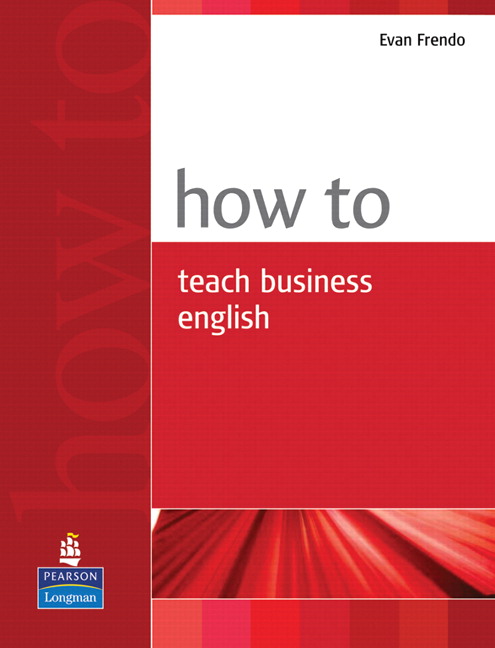 Evan Frendo
how to
how to
teach business
english
PEARSON
Longman